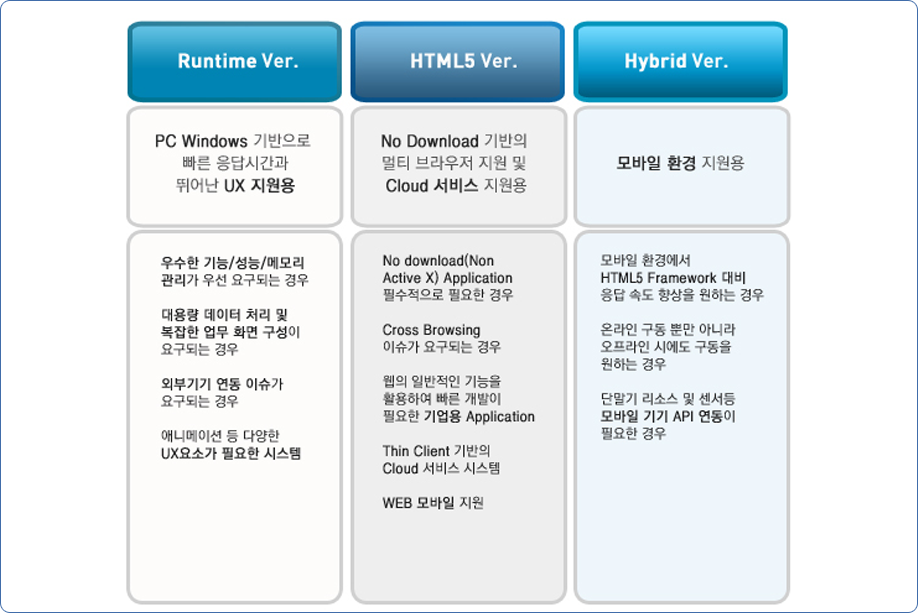 Runtime Ver.
HTML5 Ver.
Hybrid Ver.
PC Windows 기반으로
빠른 응답시간과
뛰어난 UX 지원용
No Download 기반의
멀티 브라우저 지원 및
Cloud 서비스 지원용
모바일 환경 지원용
우수한 기능/성능/메모리
관리가 우선 요구되는 경우
대용량 데이터 처리 및
복잡한 업무 화면 구성이
요구되는 경우
외부기기 연동 이슈가
요구되는 경우
애니메이션 등 다양한
UX요소가 필요한 시스템
No download(Non
Active X) Application
필수적으로 필요한 경우
Cross Browsing
이슈가 요구되는 경우
웹의 일반적인 기능을
활용하여 빠른 개발이
필요한 기업용 Application
Thin Client 기반의
Cloud 서비스 시스템
WEB 모바일 지원
모바일 환경에서
HTML5 Framework 대비
응답 속도 향상을 원하는 경우
온라인 구동 뿐만 아니라
오프라인 시에도 구동을
원하는 경우
단말기 리소스 및 센서등
모바일 기기 API 연동이
필요한 경우